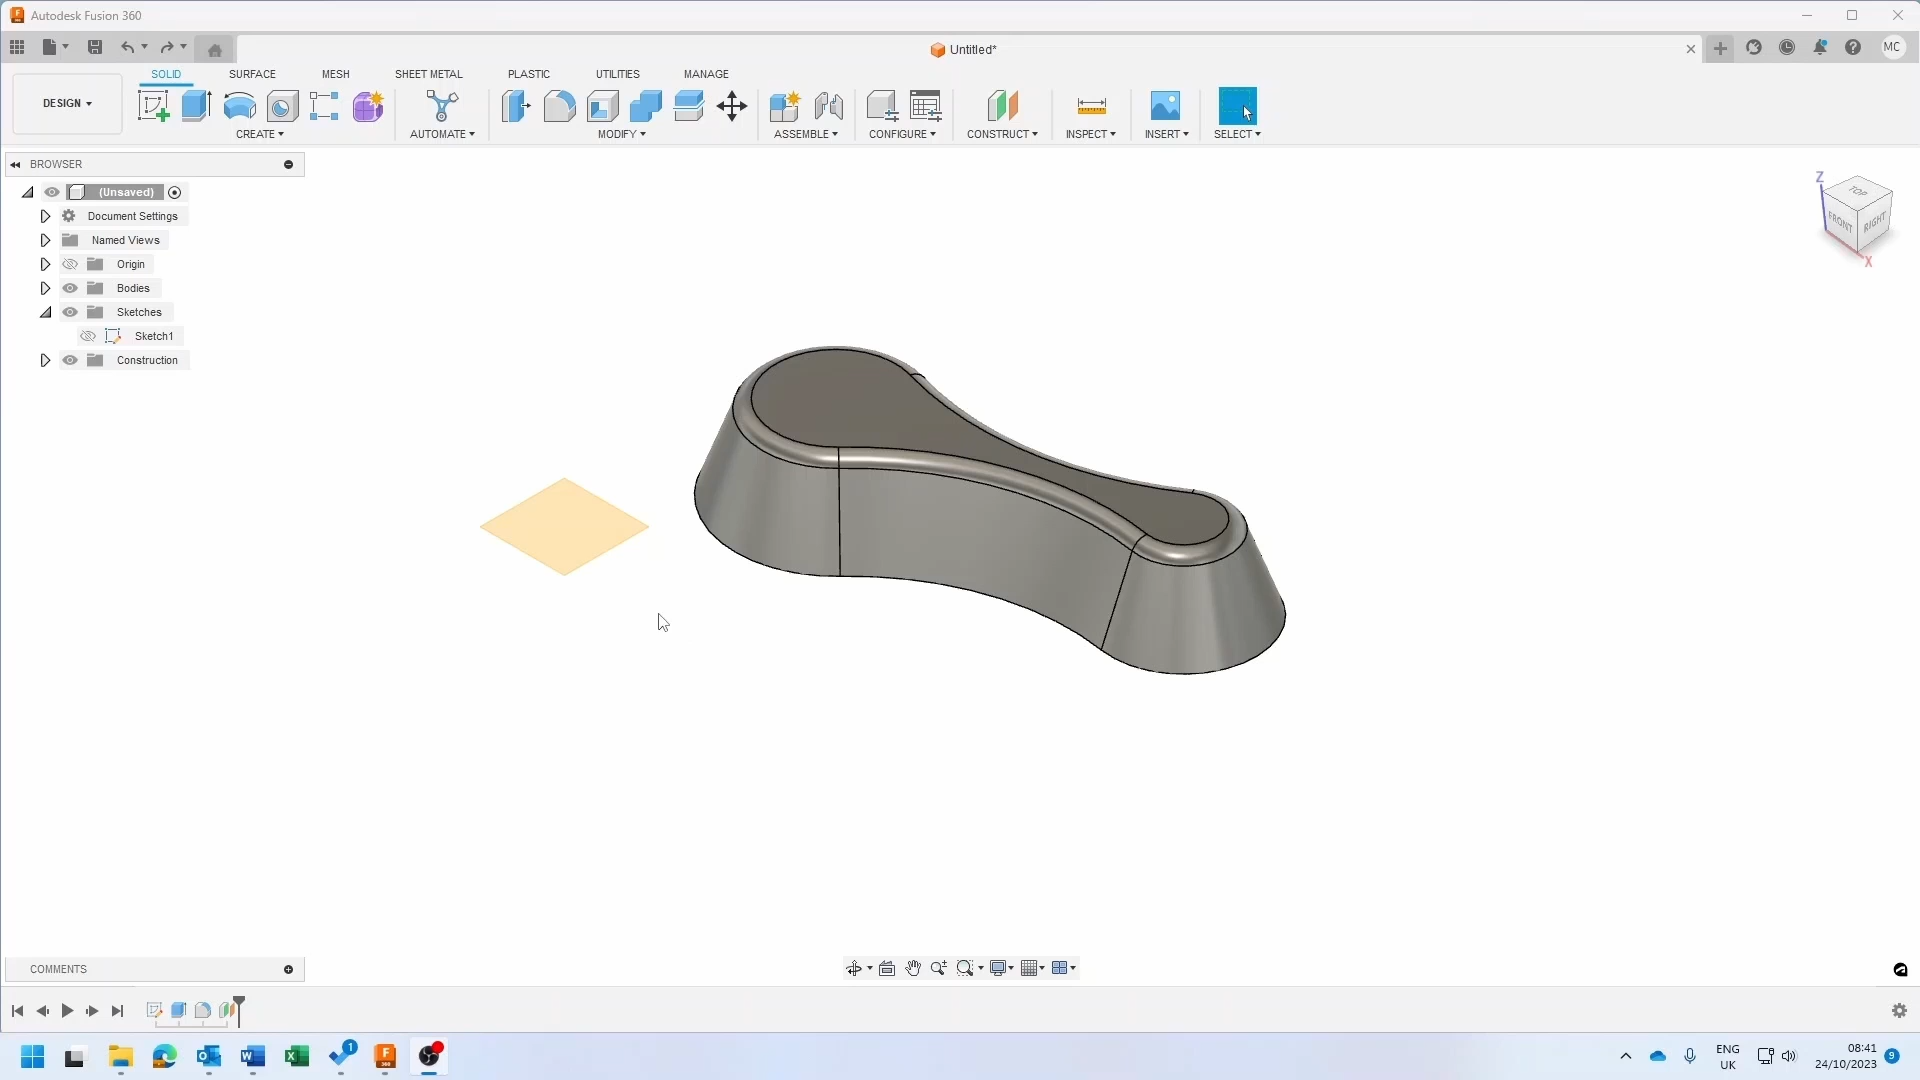 Autodesk Fusion 360
Untitled*
MC
DESIGN
SOLID
SURFACE
MESH
SHEET METAL
PLASTIC
UTILITIES
MANAGE
CREATE
AUTOMATE
MODIFY
ASSEMBLE
CONFIGURE
CONSTRUCT
INSPECT
INSERT
SELECT
BROWSER
(Unsaved)
Document Settings
Named Views
Origin
Bodies
Sketches
Sketch1
Construction
Z
TOP
FRONT
RIGHT
X
COMMENTS
1
ENG
UK
08:41
24/10/2023
9